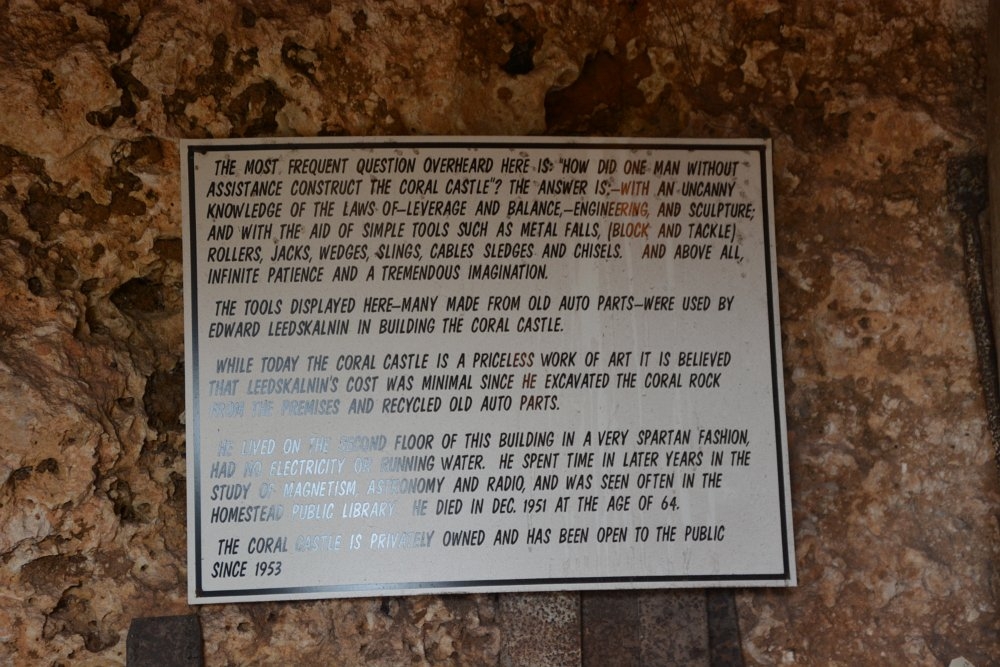 THE MOST FREQUENT QUESTION OVERHEARD HERE IS: "HOW DID ONE MAN WITHOUT
ASSISTANCE CONSTRUCT THE CORAL CASTLE"? THE ANSWER IS;—WITH AN UNCANNY
KNOWLEDGE OF THE LAWS OF—LEVERAGE AND BALANCE,—ENGINEERING, AND SCULPTURE;
AND WITH THE AID OF SIMPLE TOOLS SUCH AS METAL FALLS, (BLOCK AND TACKLE)
ROLLERS, JACKS, WEDGES, SLINGS, CABLES SLEDGES AND CHISELS. AND ABOVE ALL,
INFINITE PATIENCE AND A TREMENDOUS IMAGINATION.
THE TOOLS DISPLAYED HERE—MANY MADE FROM OLD AUTO PARTS—WERE USED BY
EDWARD LEEDSKALNIN IN BUILDING THE CORAL CASTLE.
WHILE TODAY THE CORAL CASTLE IS A PRICELESS WORK OF ART IT IS BELIEVED
THAT LEEDSKALNIN'S COST WAS MINIMAL SINCE HE EXCAVATED THE CORAL ROCK
FROM THE PREMISES AND RECYCLED OLD AUTO PARTS.
HE LIVED ON THE SECOND FLOOR OF THIS BUILDING IN A VERY SPARTAN FASHION,
HAD NO ELECTRICITY OR RUNNING WATER. HE SPENT TIME IN LATER YEARS IN THE
STUDY OF MAGNETISM, ASTRONOMY AND RADIO, AND WAS SEEN OFTEN IN THE
HOMESTEAD PUBLIC LIBRARY HE DIED IN DEC. 1951 AT THE AGE OF 64.
THE CORAL CASTLE IS PRIVATELY OWNED AND HAS BEEN OPEN TO THE PUBLIC
SINCE 1953